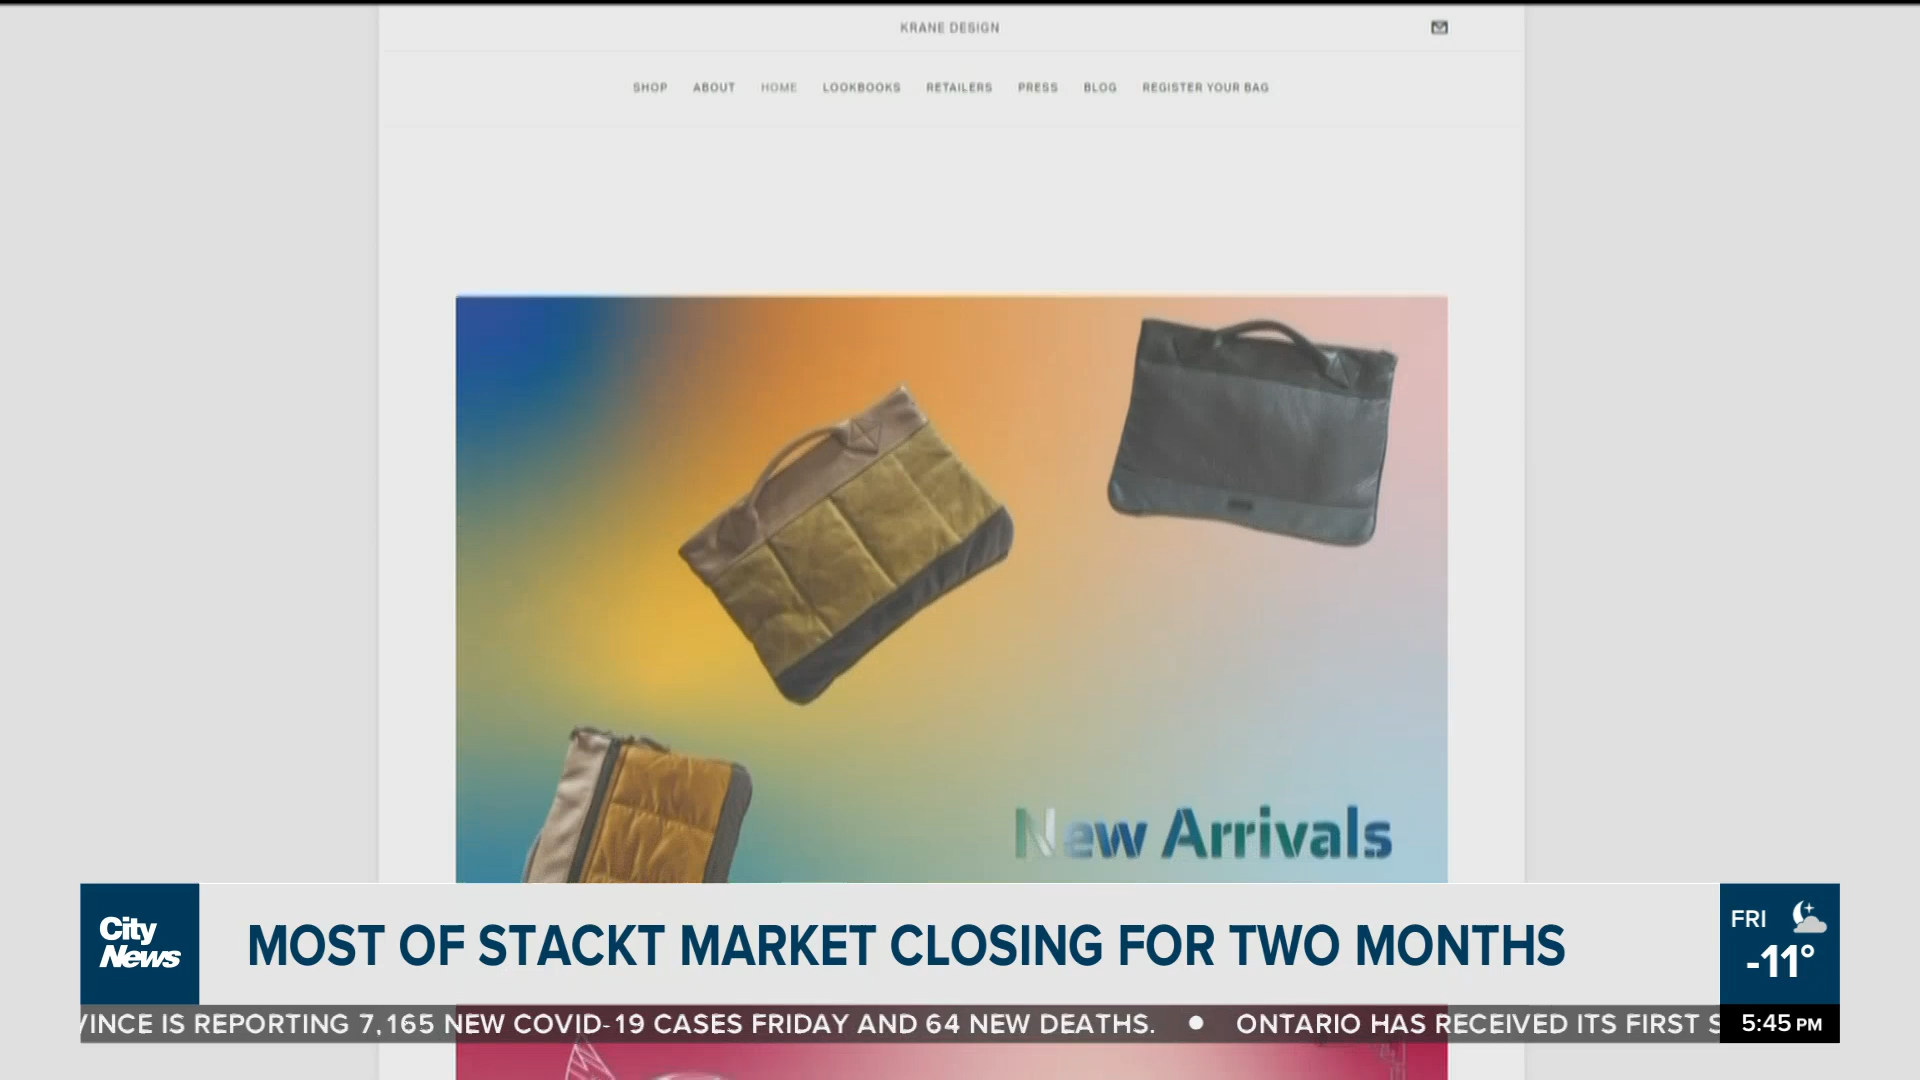 KRANE DESIGN
SHOP ABOUT HOME LOOKBOOKS RETAILERS PRESS BLOG REGISTER YOUR BAG
New Arrivals
City News
MOST OF STACKT MARKET CLOSING FOR TWO MONTHS
FRI
-11°
VINCE IS REPORTING 7,165 NEW COVID-19 CASES FRIDAY AND 64 NEW DEATHS. • ONTARIO HAS RECEIVED ITS FIRST S
5:45 PM